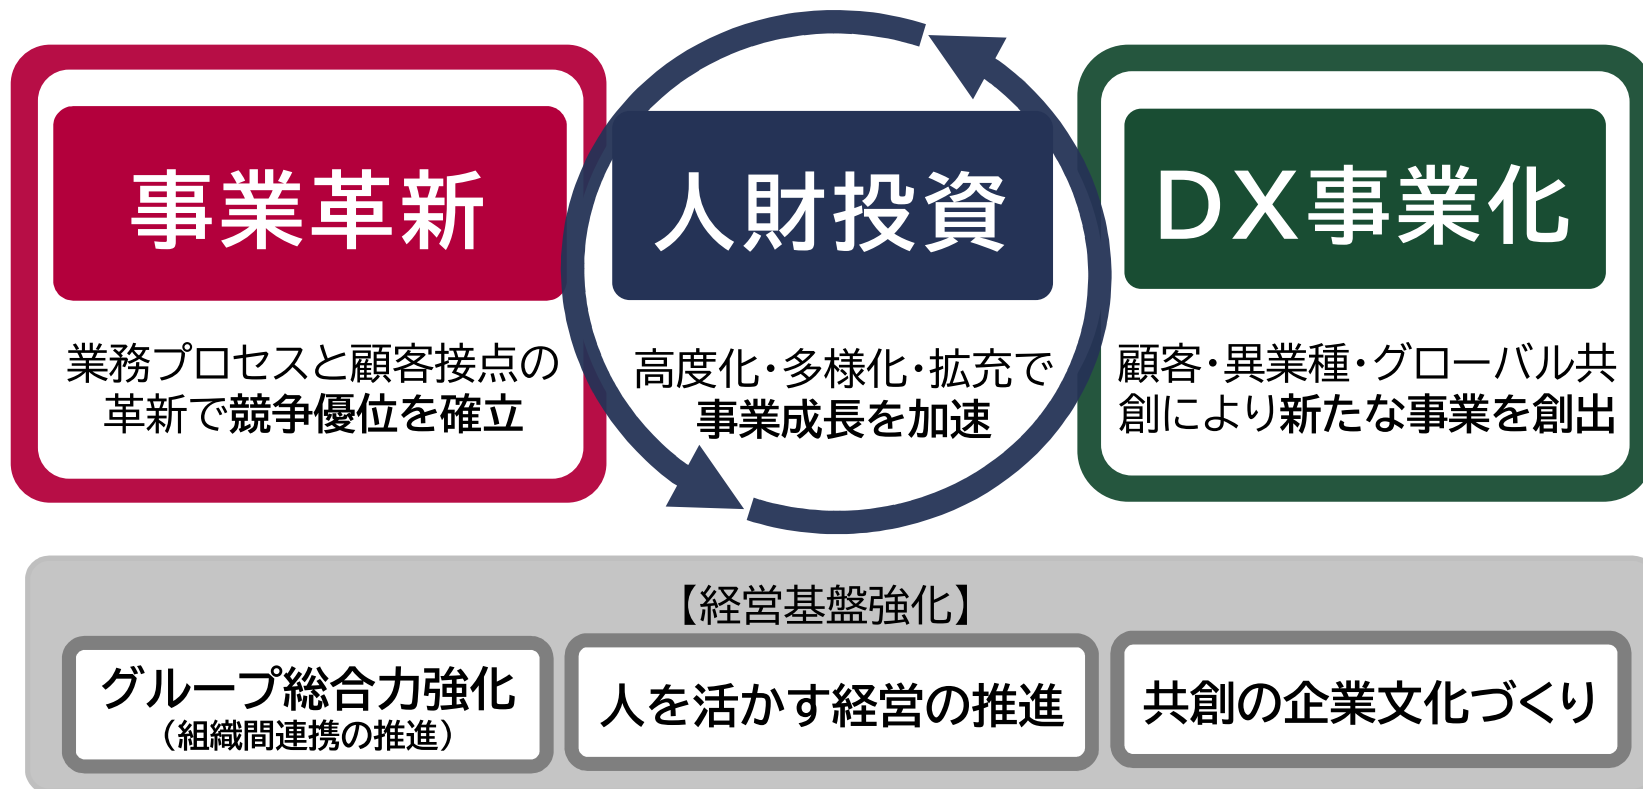 事業革新
業務プロセスと顧客接点の
革新で競争優位を確立
人財投資
高度化・多様化・拡充で
事業成長を加速
DX事業化
顧客・異業種・グローバル共
創により新たな事業を創出
【経営基盤強化】
グループ総合力強化
（組織間連携の推進）
人を活かす経営の推進
共創の企業文化づくり